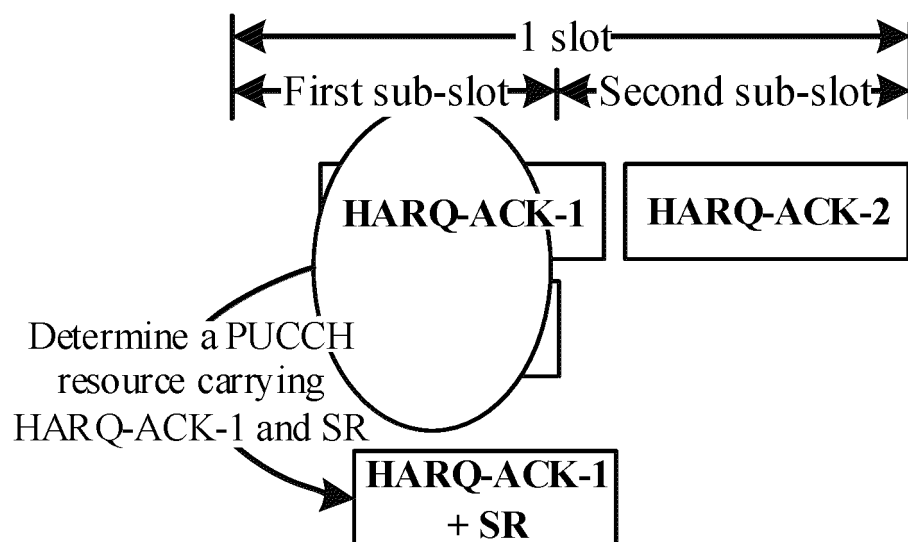 1 slot
First sub-slot
Second sub-slot
HARQ-ACK-1
HARQ-ACK-2
Determine a PUCCH
resource carrying
HARQ-ACK-1 and SR
HARQ-ACK-1
+ SR